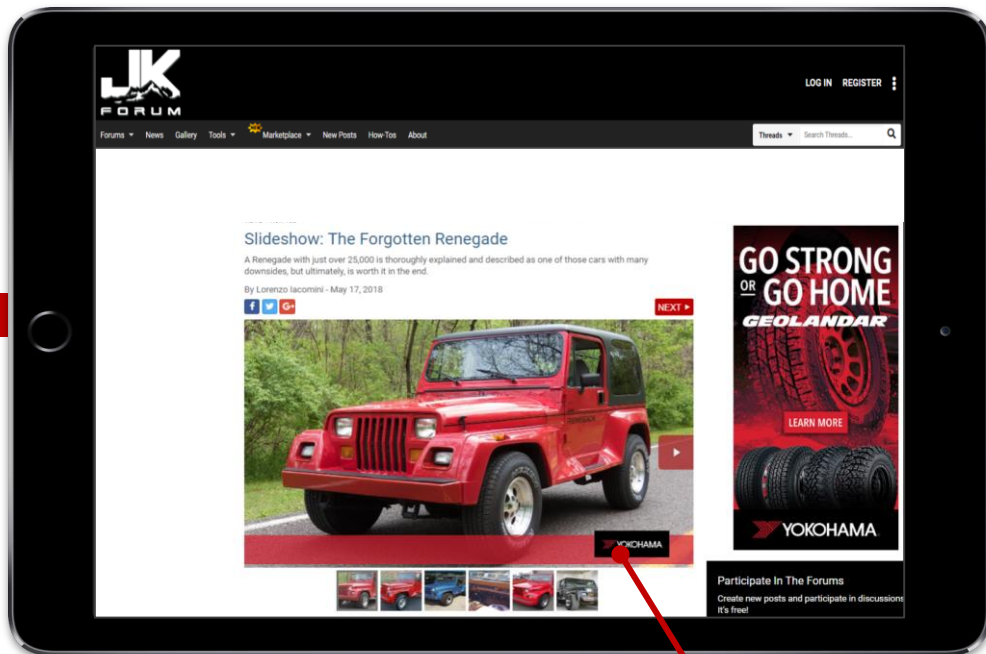 JK
FORUM
LOG IN REGISTER
Forums News Gallery Tools Marketplace New Posts How-Tos About
Threads Search Threads...
Slideshow: The Forgotten Renegade
A Renegade with just over 25,000 is thoroughly explained and described as one of those cars with many
downsides, but ultimately, is worth it in the end.
By Lorenzo Iacomini - May 17, 2018
f G+
NEXT
RENEGADE
YOKOHAMA
GO STRONG
OR GO HOME
GEOLANDAR
LEARN MORE
YOKOHAMA
Participate In The Forums
Create new posts and participate in discussions
It's free!